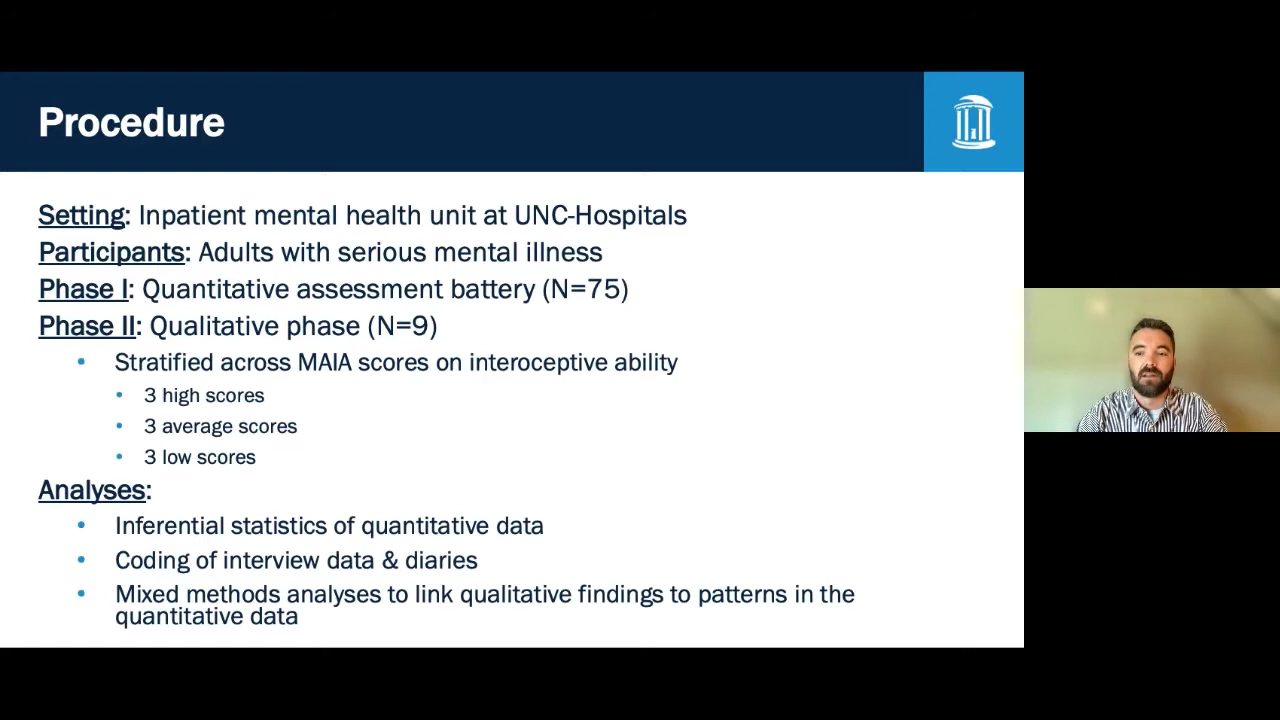 Procedure
Setting: Inpatient mental health unit at UNC-Hospitals
Participants: Adults with serious mental illness
Phase I: Quantitative assessment battery (N=75)
Phase II: Qualitative phase (N=9)
• Stratified across MAIA scores on interoceptive ability
• 3 high scores
• 3 average scores
• 3 low scores
Analyses:
• Inferential statistics of quantitative data
• Coding of interview data & diaries
• Mixed methods analyses to link qualitative findings to patterns in the
quantitative data